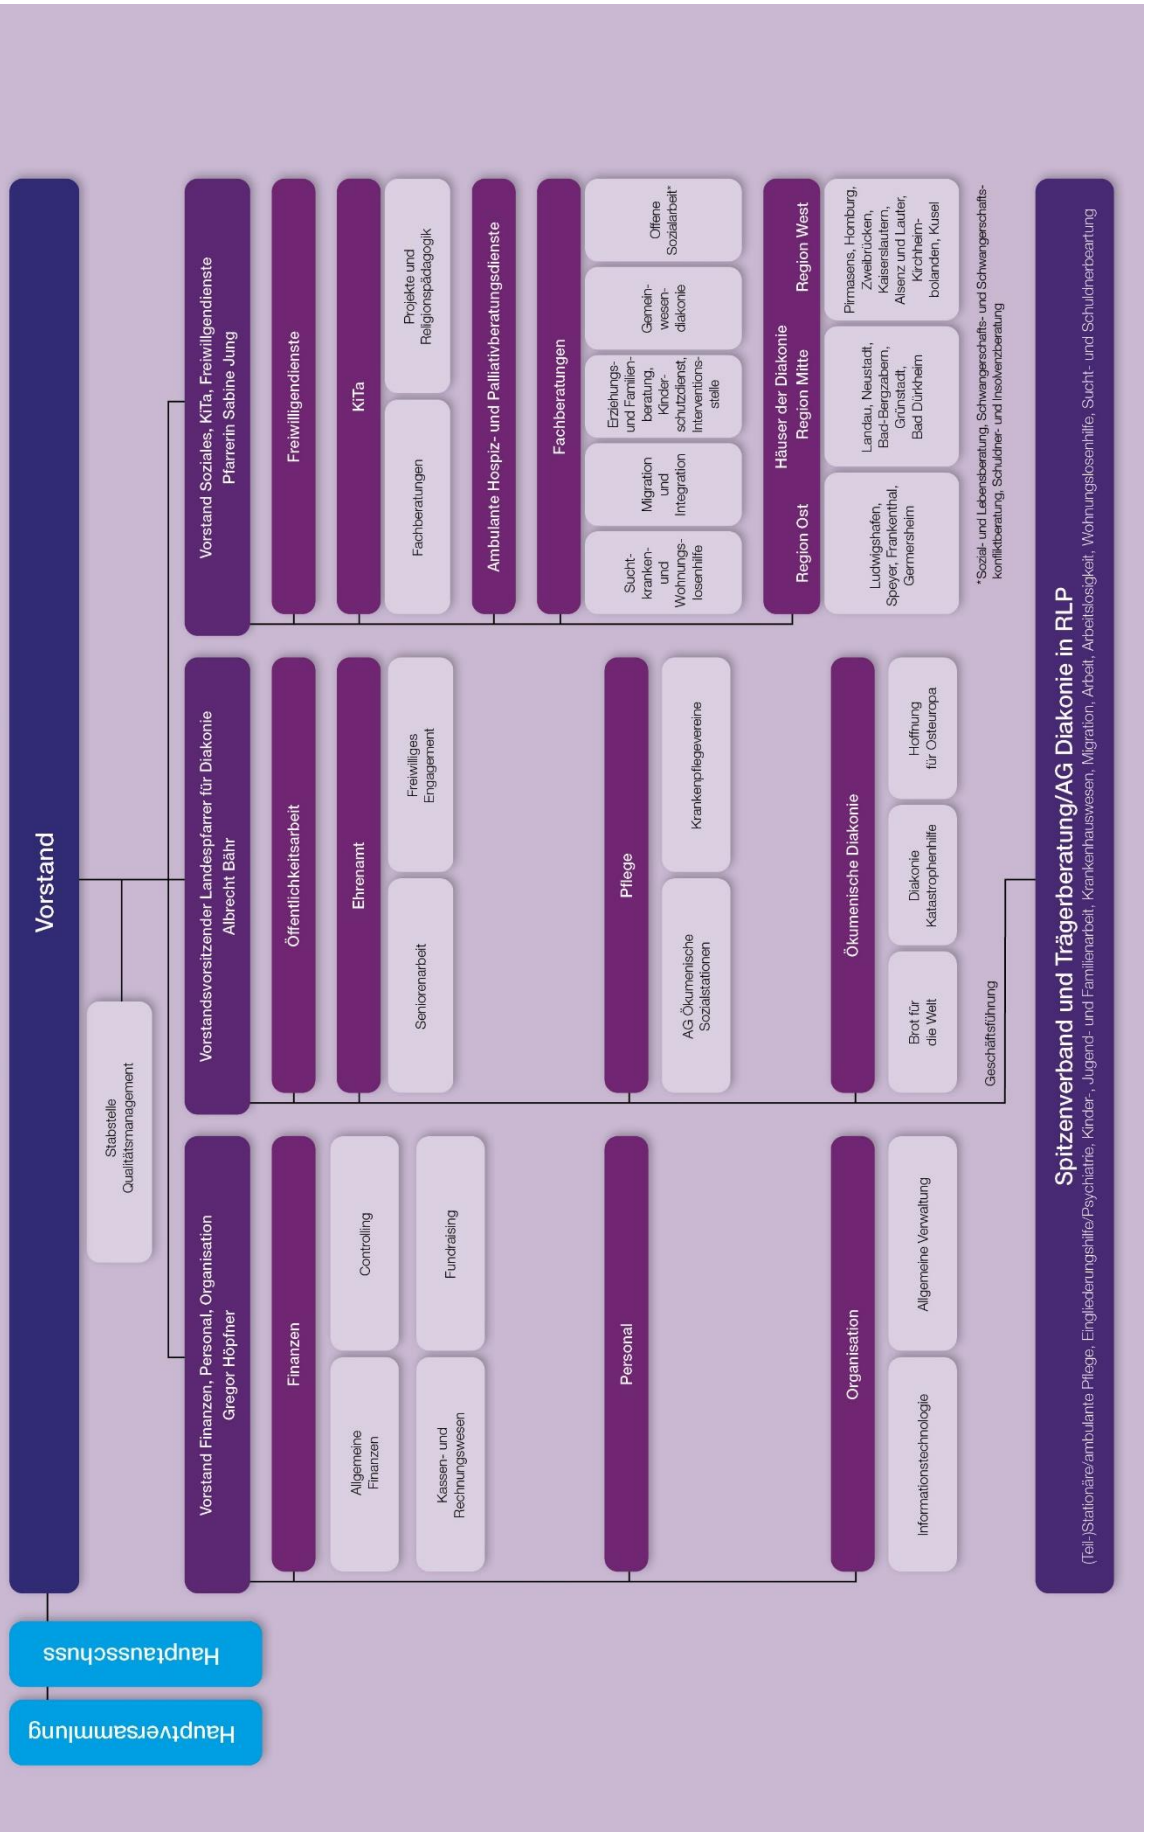 Hauptversammlung
Hauptausschuss
Vorstand
Stabstelle
Qualitätsmanagement
Vorstand Finanzen, Personal, Organisation
Gregor Höpfner
Finanzen
Allgemeine
Finanzen
Controlling
Kassen- und
Rechnungswesen
Fundraising
Personal
Organisation
Informationstechnologie
Allgemeine Verwaltung
Vorstandsvorsitzender Landespfarrer für Diakonie
Albrecht Bähr
Öffentlichkeitsarbeit
Ehrenamt
Seniorenarbeit
Freiwilliges
Engagement
Pflege
AG Ökumenische
Sozialstationen
Krankenpflegevereine
Ökumenische Diakonie
Brot für
die Welt
Diakonie
Katastrophenhilfe
Hoffnung
für Osteuropa
Geschäftsführung
Vorstand Soziales, KiTa, Freiwilligendienste
Pfarrerin Sabine Jung
Freiwilligendienste
KiTa
Fachberatungen
Projekte und
Religionspädagogik
Ambulante Hospiz- und Palliativberatungsdienste
Fachberatungen
Sucht-
kranken-
und
Wohnungs-
losenhilfe
Migration
und
Integration
Erziehungs-
und Familien-
beratung,
Kinder-
schutzdienst,
Interventions-
stelle
Gemein-
wesen-
diakonie
Offene
Sozialarbeit*
Häuser der Diakonie
Region Ost
Region Mitte
Region West
Ludwigshafen,
Speyer, Frankenthal,
Germersheim
Landau, Neustadt,
Bad-Bergzabern,
Grünstadt,
Bad Dürkheim
Pirmasens, Homburg,
Zweibrücken,
Kaiserslautern,
Alsenz und Lauter,
Kirchheim-
bolanden, Kusel
*Sozial- und Lebensberatung, Schwangerschafts- und Schwangerschafts-
konfliktberatung, Schuldner- und Insolvenzberatung
Spitzenverband und Trägerberatung/AG Diakonie in RLP
(Teil-)Stationäre/ambulante Pflege, Eingliederungshilfe/Psychiatrie, Kinder-, Jugend- und Familienarbeit, Krankenhauswesen, Migration, Arbeit, Arbeitslosigkeit, Wohnungslosenhilfe, Sucht- und Schuldnerbeartung